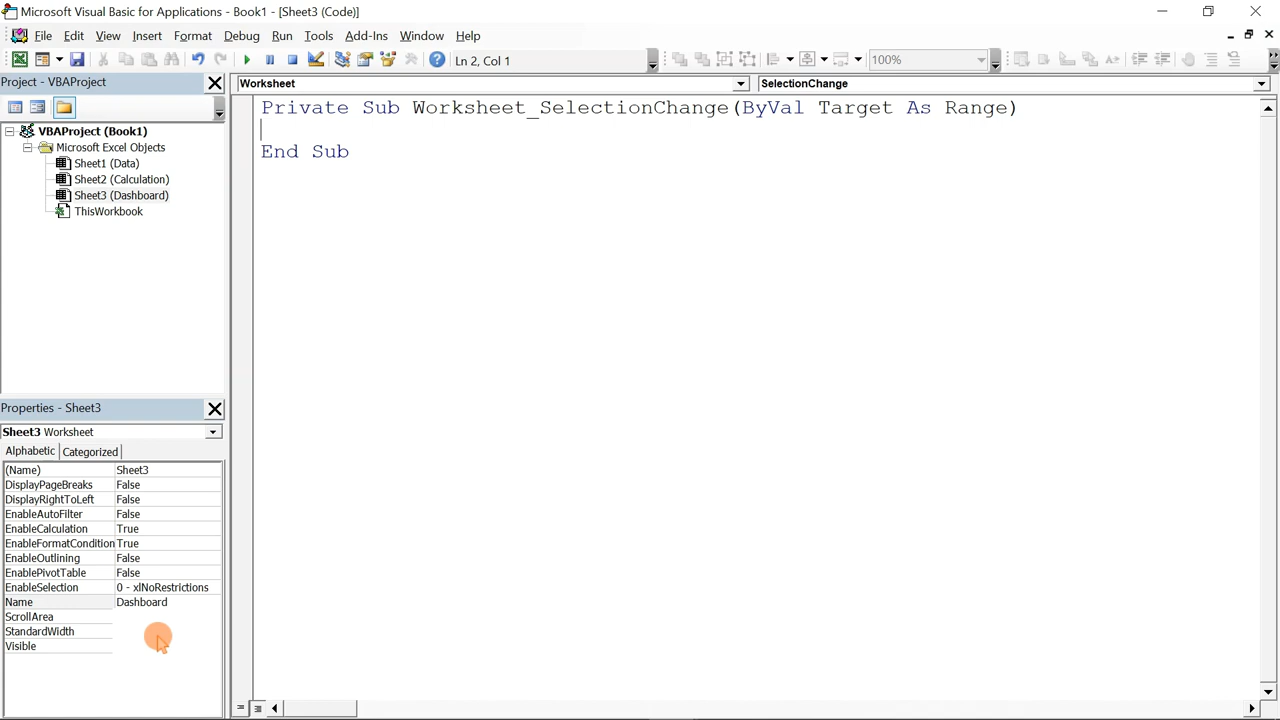 Microsoft Visual Basic for Applications - Book1 - [Sheet3 (Code)]
File Edit View Insert Format Debug Run Tools Add-Ins Window Help
Ln 2, Col 1
100%
Project - VBAProject
Worksheet
SelectionChange
VBAProject (Book1)
Microsoft Excel Objects
Sheet1 (Data)
Sheet2 (Calculation)
Sheet3 (Dashboard)
ThisWorkbook
Private Sub Worksheet_SelectionChange(ByVal Target As Range)
End Sub
Properties - Sheet3
Sheet3 Worksheet
Alphabetic Categorized
(Name) Sheet3
DisplayPageBreaks False
DisplayRightToLeft False
EnableAutoFilter False
EnableCalculation True
EnableFormatCondition True
EnableOutlining False
EnablePivotTable False
EnableSelection 0 - xlNoRestrictions
Name Dashboard
ScrollArea
StandardWidth
Visible